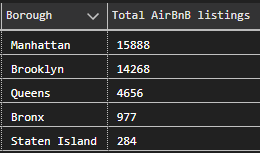 Borough Total AirBnB listings
Manhattan 15888
Brooklyn 14268
Queens 4656
Bronx 977
Staten Island 284